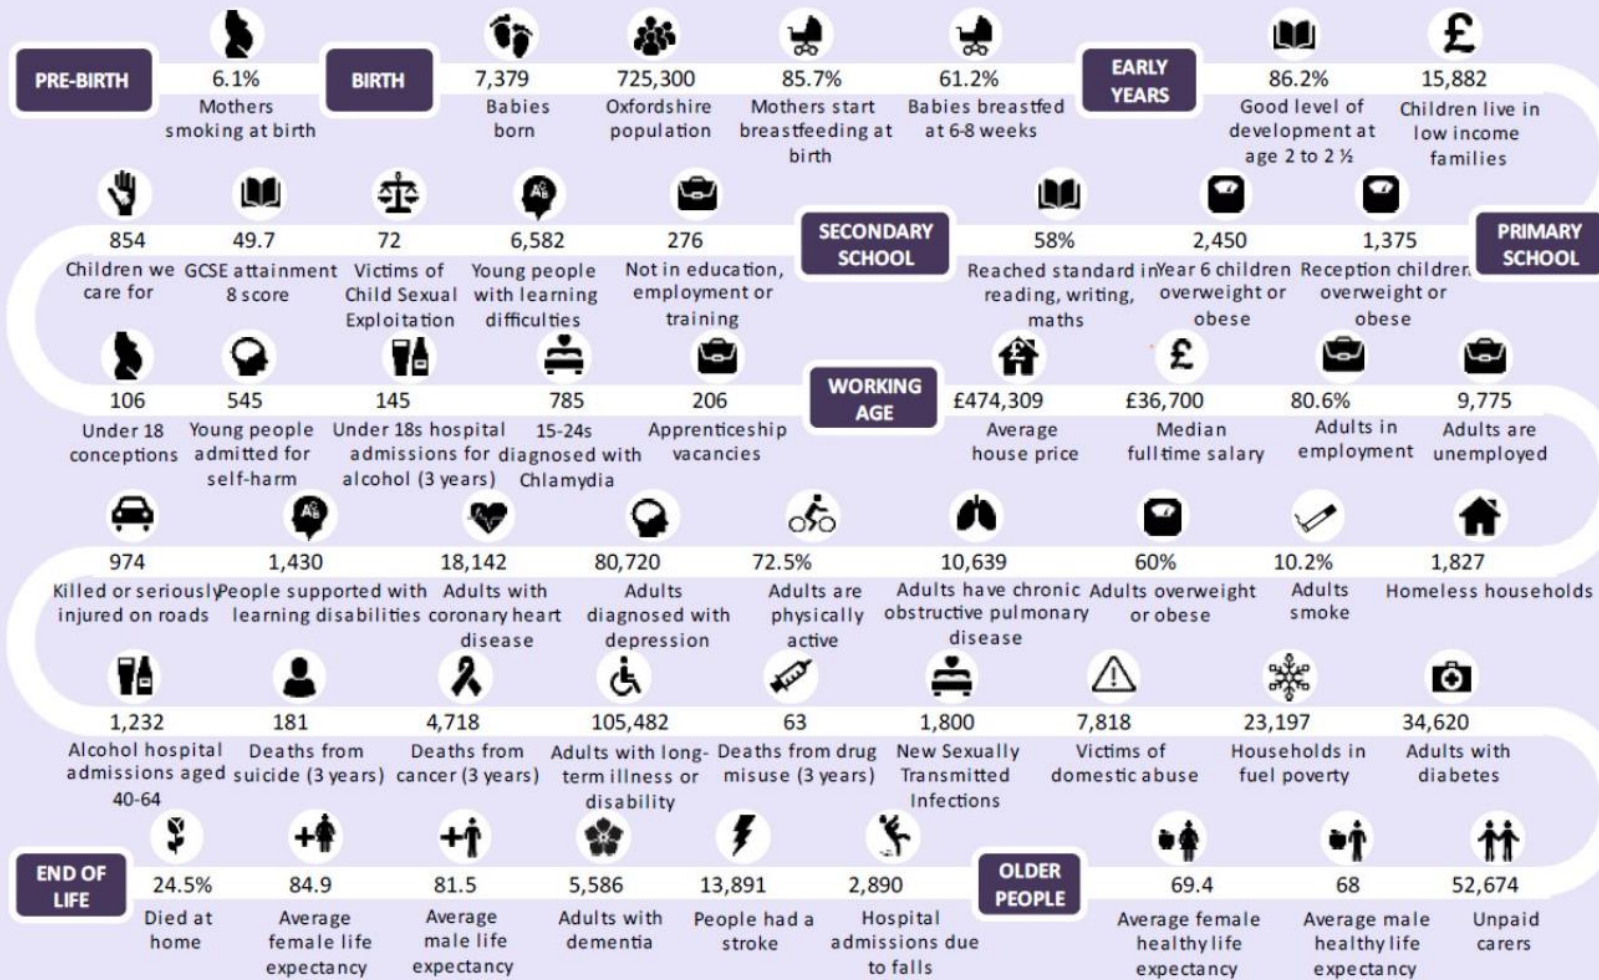 PRE-BIRTH
6.1%
Mothers
smoking at birth
BIRTH
7,379
Babies
born
725,300
Oxfordshire
population
85.7%
Mothers start
breastfeeding at
birth
61.2%
Babies breastfed
at 6-8 weeks
EARLY
YEARS
86.2%
Good level of
development at
age 2 to 2 ½
15,882
Children live in
low income
families
PRIMARY
SCHOOL
1,375
Reception children
overweight or
obese
2,450
Year 6 children
overweight or
obese
58%
Reached standard in
reading, writing,
maths
SECONDARY
SCHOOL
276
Not in education,
employment or
training
6,582
Young people
with learning
difficulties
72
Victims of
Child Sexual
Exploitation
49.7
GCSE attainment
8 score
854
Children we
care for
106
Under 18
conceptions
545
Young people
admitted for
self-harm
145
Under 18s hospital
admissions for
alcohol (3 years)
785
15-24s
diagnosed with
Chlamydia
206
Apprenticeship
vacancies
WORKING
AGE
£474,309
Average
house price
£36,700
Median
full time salary
80.6%
Adults in
employment
9,775
Adults are
unemployed
1,827
Homeless households
10.2%
Adults
smoke
60%
Adults overweight
or obese
10,639
Adults have chronic
obstructive pulmonary
disease
72.5%
Adults are
physically
active
80,720
Adults
diagnosed with
depression
18,142
Adults with
coronary heart
disease
1,430
People supported with
learning disabilities
974
Killed or seriously
injured on roads
1,232
Alcohol hospital
admissions aged
40-64
181
Deaths from
suicide (3 years)
4,718
Deaths from
cancer (3 years)
105,482
Adults with long-
term illness or
disability
63
Deaths from drug
misuse (3 years)
1,800
New Sexually
Transmitted
Infections
7,818
Victims of
domestic abuse
23,197
Households in
fuel poverty
34,620
Adults with
diabetes
52,674
Unpaid
carers
68
Average male
healthy life
expectancy
69.4
Average female
healthy life
expectancy
OLDER
PEOPLE
2,890
Hospital
admissions due
to falls
13,891
People had a
stroke
5,586
Adults with
dementia
81.5
Average
male life
expectancy
84.9
Average
female life
expectancy
24.5%
Died at
home
END OF
LIFE